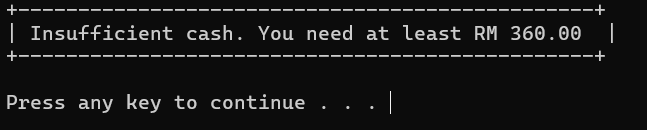 +------------------------------------------------+
| Insufficient cash. You need at least RM 360.00  |
+------------------------------------------------+
Press any key to continue . . .